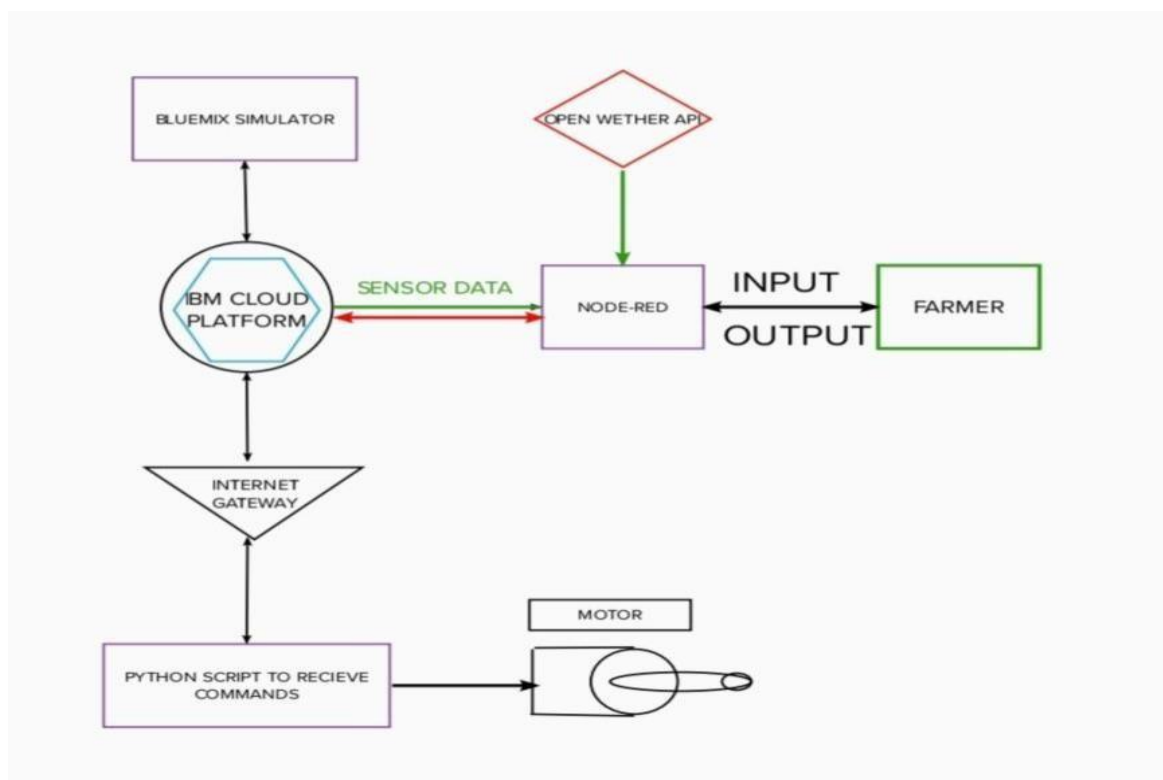 BLUEMIX SIMULATOR
OPEN WETHER API
IBM CLOUD
PLATFORM
SENSOR DATA
NODE-RED
INPUT
OUTPUT
FARMER
INTERNET
GATEWAY
MOTOR
PYTHON SCRIPT TO RECIEVE
COMMANDS